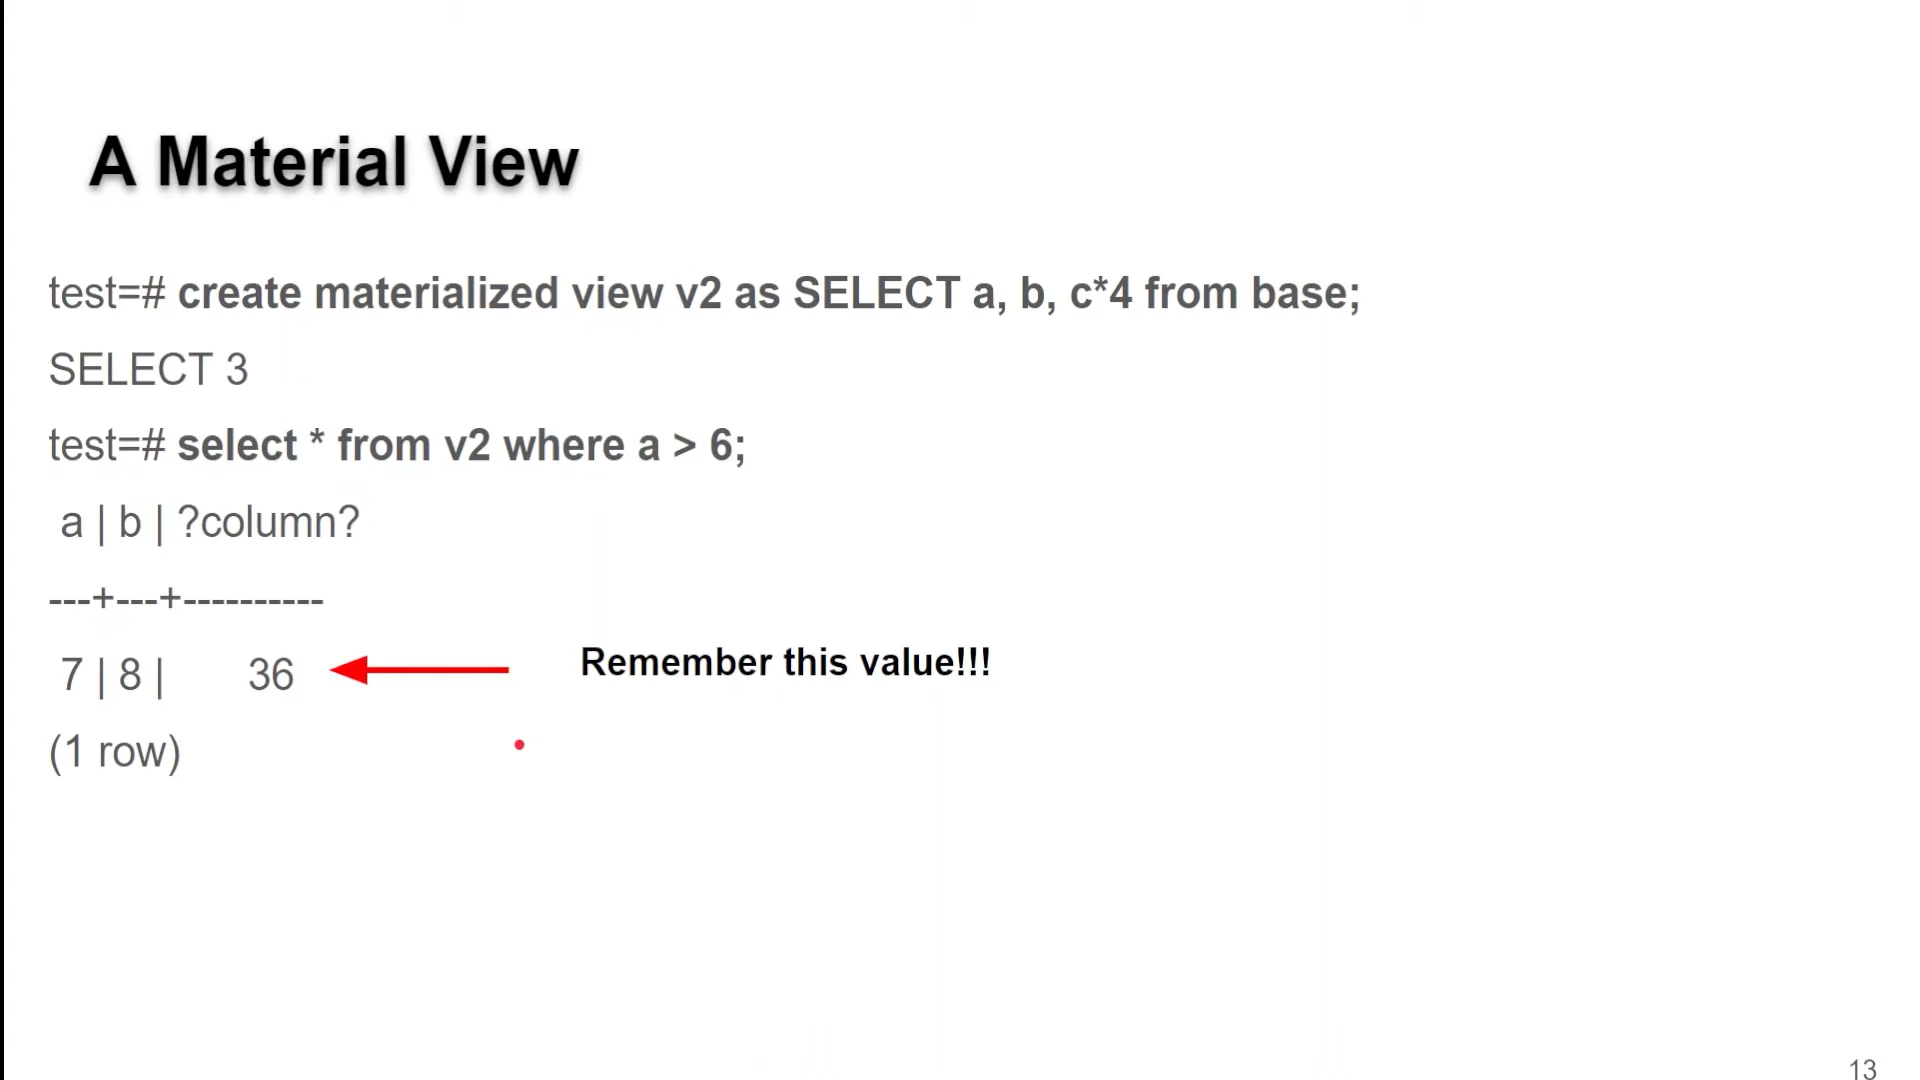 A Material View
test=# create materialized view v2 as SELECT a, b, c*4 from base;
SELECT 3
test=# select * from v2 where a > 6;
a | b | ?column?
---+---+----------
7 | 8 | 36
Remember this value!!!
(1 row)
13